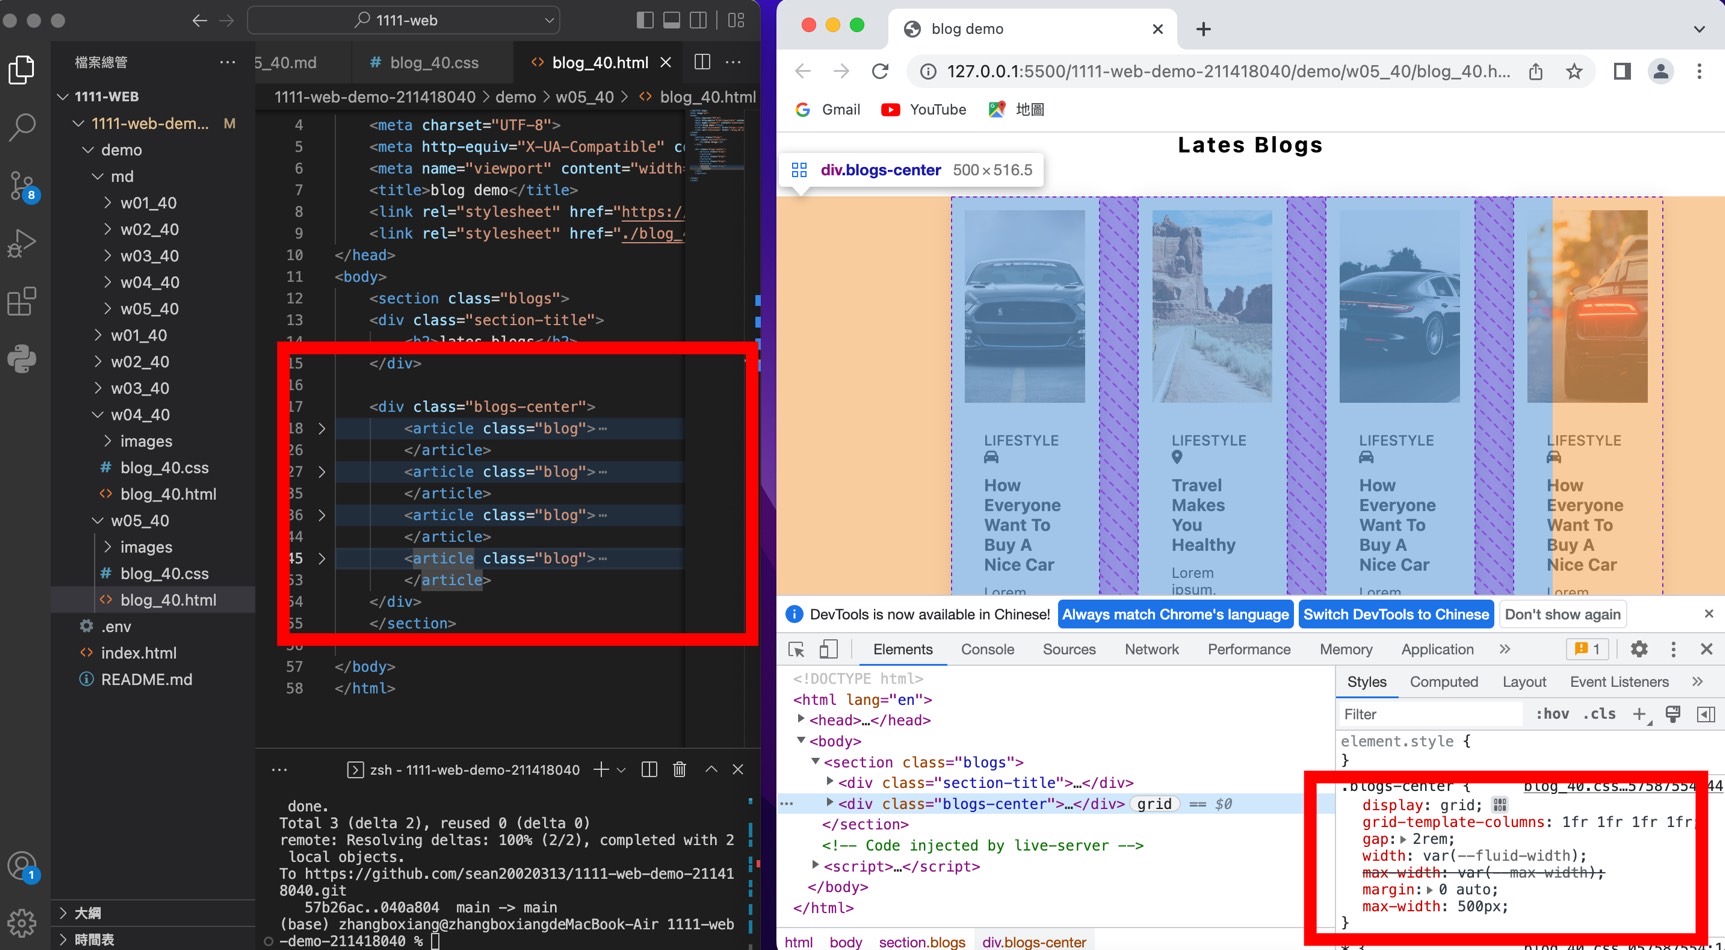 1111-web
檔案總管
5_40.md
# blog_40.css
blog_40.html
1111-WEB
1111-web-demo-211418040 > demo > w05_40 > blog_40.html
1111-web-dem... M
demo
md
w01_40
w02_40
w03_40
w04_40
w05_40
w01_40
w02_40
w03_40
w04_40
images
# blog_40.css
blog_40.html
w05_40
images
# blog_40.css
blog_40.html
.env
index.html
README.md
大綱
時間表
8
1
4 <meta charset="UTF-8">
5 <meta http-equiv="X-UA-Compatible" c
6 <meta name="viewport" content="width
7 <title>blog demo</title>
8 <link rel="stylesheet" href="https:/
9 <link rel="stylesheet" href="./blog_
10 </head>
11 <body>
12 <section class="blogs">
13 <div class="section-title">
14 <h2>lates blogs</h2>
15 </div>
16
17 <div class="blogs-center">
18 <article class="blog">…
26 </article>
27 <article class="blog">…
35 </article>
36 <article class="blog">…
44 </article>
45 <article class="blog">…
53 </article>
54 </div>
55 </section>
56
57 </body>
58 </html>
zsh - 1111-web-demo-211418040
done.
Total 3 (delta 2), reused 0 (delta 0)
remote: Resolving deltas: 100% (2/2), completed with 2
local objects.
To https://github.com/sean20020313/1111-web-demo-21141
8040.git
57b26ac..040a804 main -> main
(base) zhangboxiang@zhangboxiangdeMacBook-Air 1111-web
-demo-211418040 %
blog demo
127.0.0.1:5500/1111-web-demo-211418040/demo/w05_40/blog_40.h...
Gmail
YouTube
地圖
Lates Blogs
div.blogs-center 500 × 516.5
LIFESTYLE
How
Everyone
Want To
Buy A
Nice Car
Lorem
LIFESTYLE
Travel
Makes
You
Healthy
Lorem
ipsum,
LIFESTYLE
How
Everyone
Want To
Buy A
Nice Car
Lorem
LIFESTYLE
How
Everyone
Want To
Buy A
Nice Car
Lorem
DevTools is now available in Chinese! Always match Chrome's language Switch DevTools to Chinese Don't show again
Elements Console Sources Network Performance Memory Application » 1
<!DOCTYPE html>
<html lang="en">
<head>…</head>
<body>
<section class="blogs">
<div class="section-title">…</div>
<div class="blogs-center">…</div> grid == $0
</section>
<!-- Code injected by live-server -->
<script>…</script>
</body>
</html>
html body section.blogs div.blogs-center
Styles Computed Layout Event Listeners »
Filter :hov .cls
element.style {
}
.blogs-center {
display: grid;
grid-template-columns: 1fr 1fr 1fr 1fr;
gap: 2rem;
width: var(--fluid-width);
max-width: var(--max-width);
margin: 0 auto;
max-width: 500px;
}